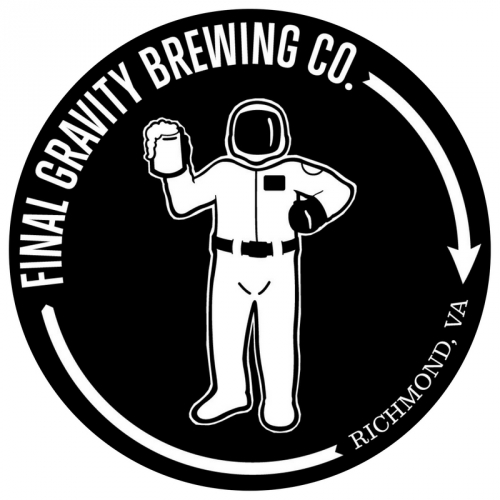 FINAL GRAVITY BREWING CO.
RICHMOND, VA